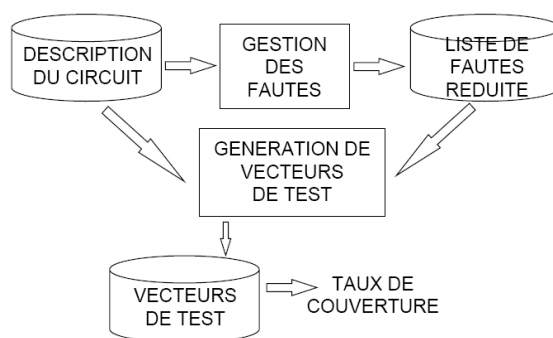 DESCRIPTION
DU CIRCUIT
GESTION
DES
FAUTES
LISTE DE
FAUTES
REDUITE
GENERATION DE
VECTEURS
DE TEST
VECTEURS
DE TEST
TAUX DE
COUVERTURE